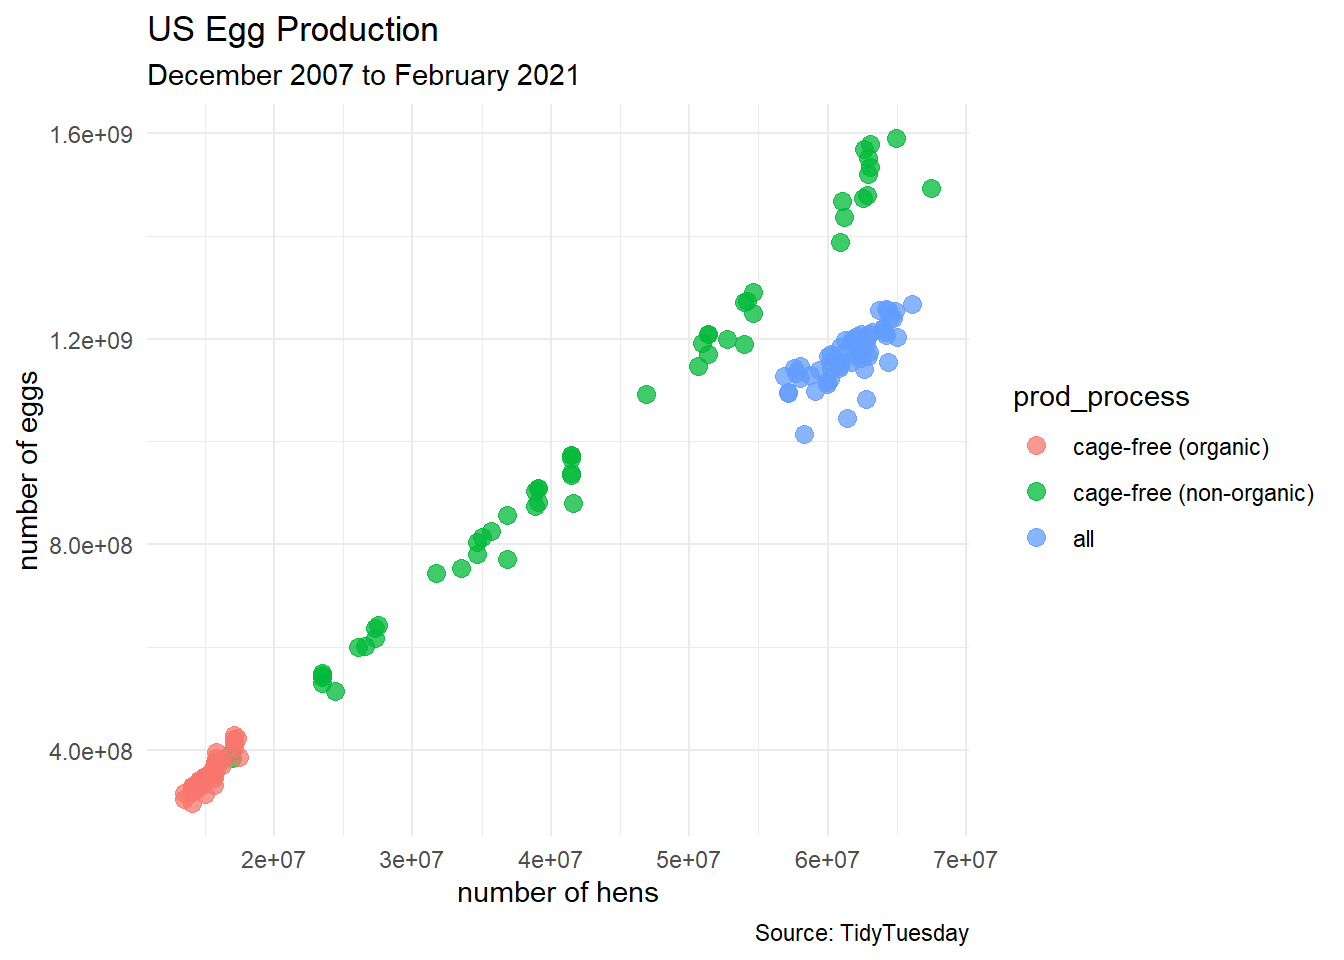 US Egg Production
December 2007 to February 2021
1.6e+09
1.2e+09
8.0e+08
4.0e+08
number of eggs
2e+07 3e+07 4e+07 5e+07 6e+07 7e+07
number of hens
prod_process
cage-free (organic)
cage-free (non-organic)
all
Source: TidyTuesday